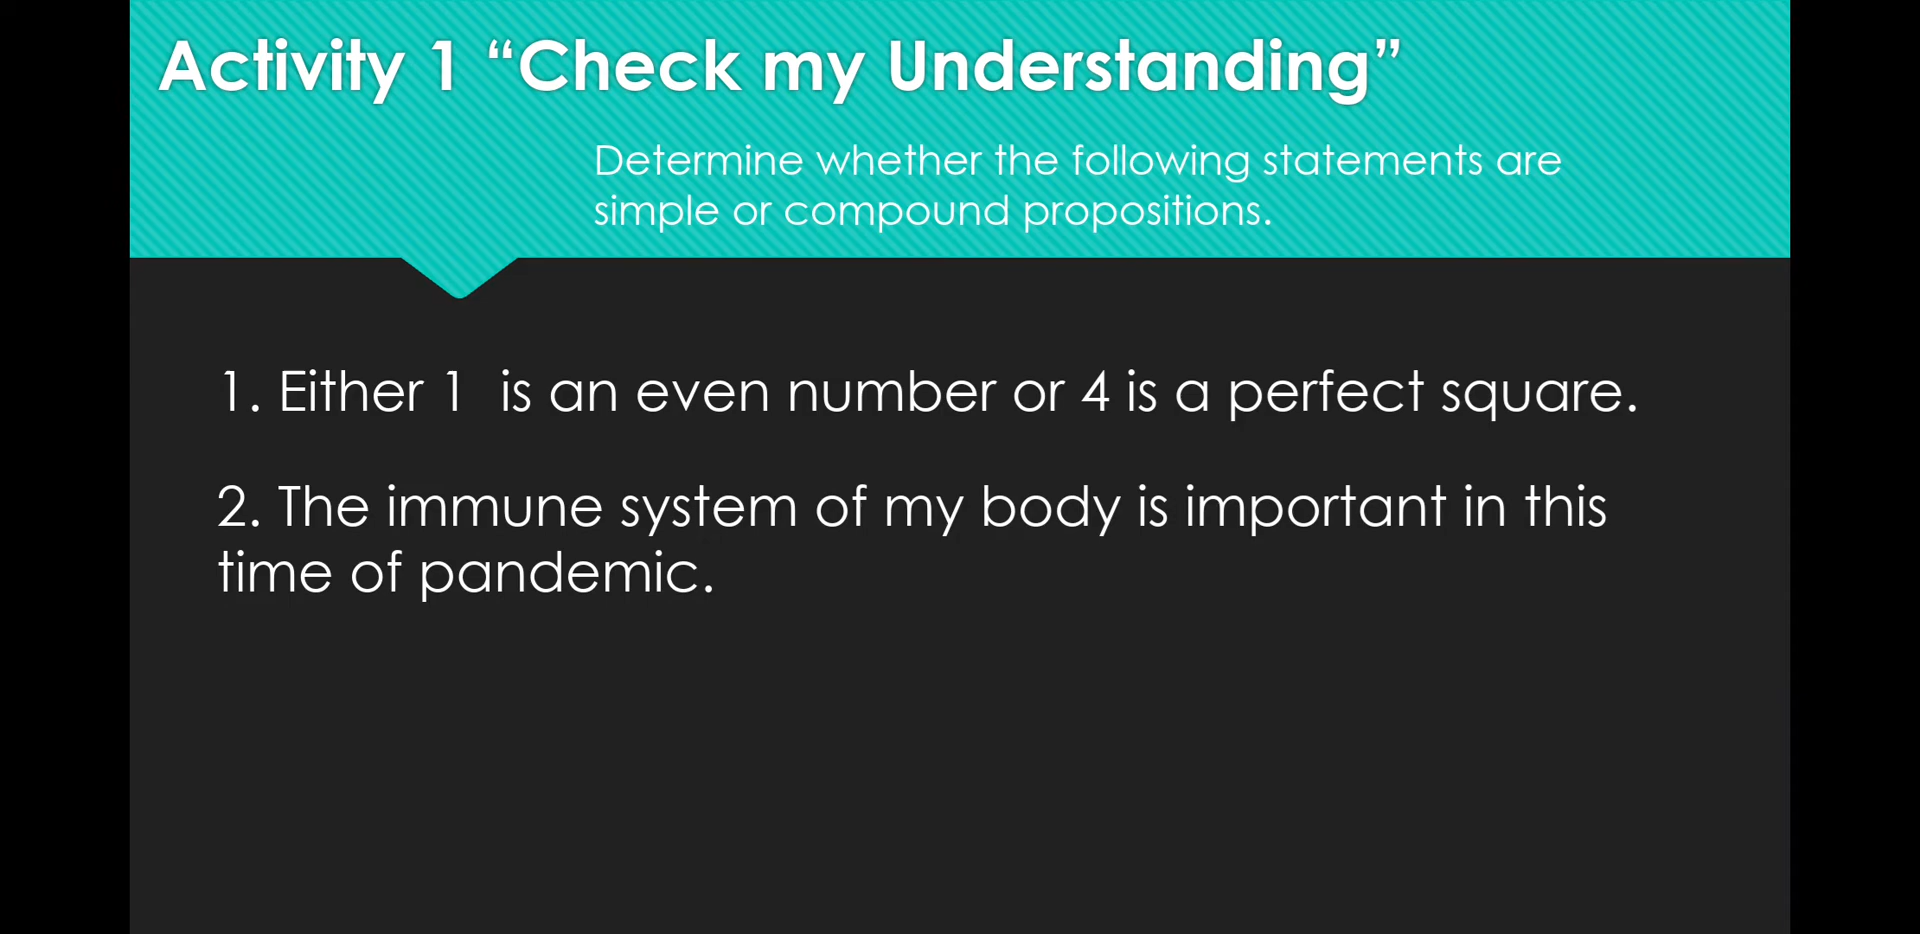 Activity 1 “Check my Understanding”
Determine whether the following statements are
simple or compound propositions.
1. Either 1 is an even number or 4 is a perfect square.
2. The immune system of my body is important in this
time of pandemic.